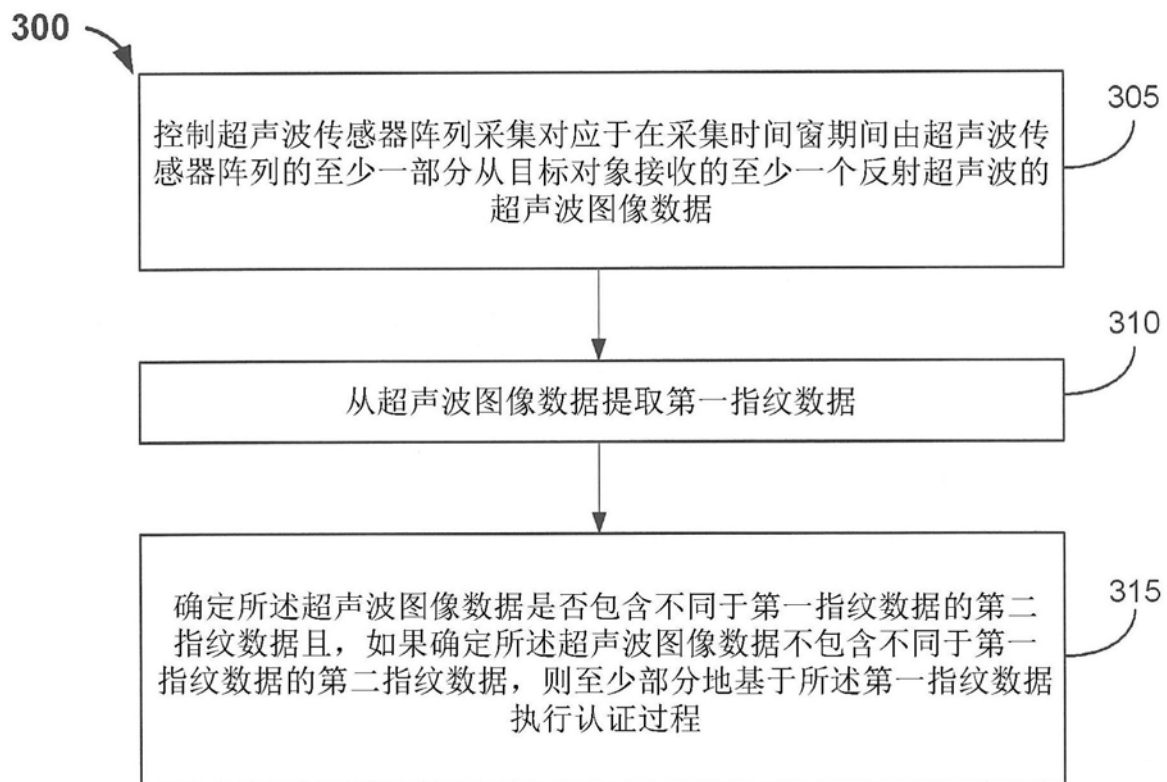 300
305
控制超声波传感器阵列采集对应于在采集时间窗期间由超声波传
感器阵列的至少一部分从目标对象接收的至少一个反射超声波的
超声波图像数据
310
从超声波图像数据提取第一指纹数据
315
确定所述超声波图像数据是否包含不同于第一指纹数据的第二
指纹数据且，如果确定所述超声波图像数据不包含不同于第一
指纹数据的第二指纹数据，则至少部分地基于所述第一指纹数据
执行认证过程